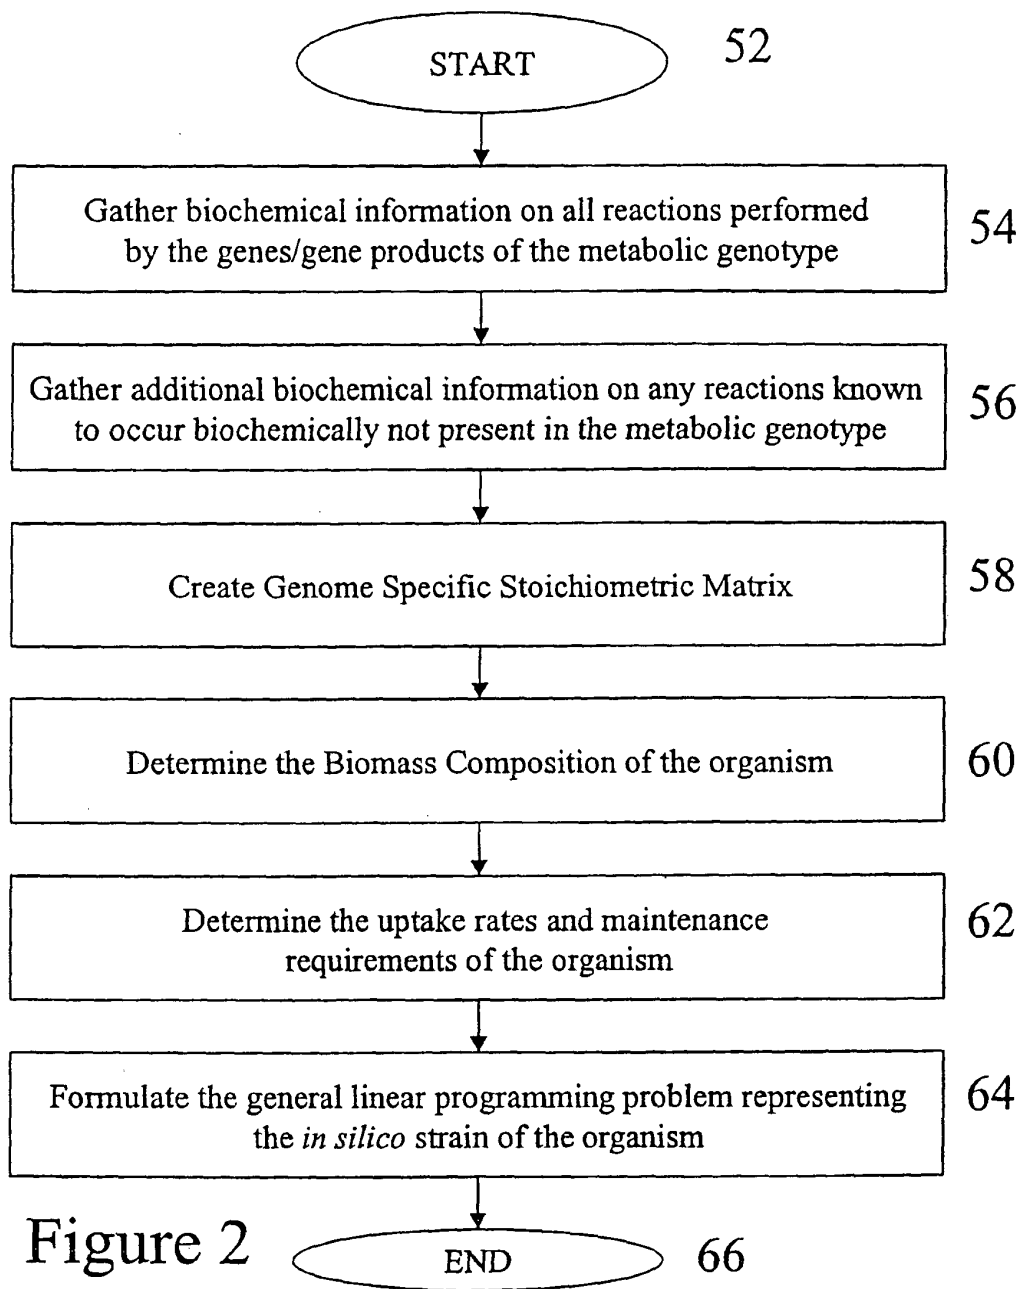 START 52
Gather biochemical information on all reactions performed
by the genes/gene products of the metabolic genotype 54
Gather additional biochemical information on any reactions known
to occur biochemically not present in the metabolic genotype 56
Create Genome Specific Stoichiometric Matrix 58
Determine the Biomass Composition of the organism 60
Determine the uptake rates and maintenance
requirements of the organism 62
Formulate the general linear programming problem representing
the in silico strain of the organism 64
Figure 2 END 66